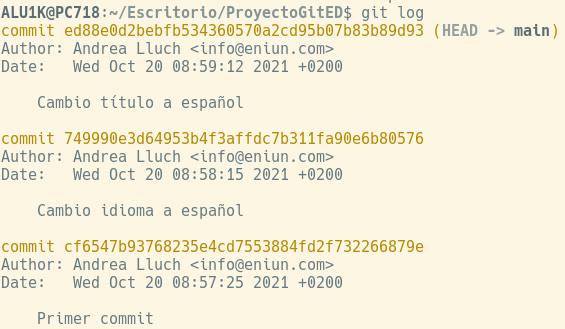 ALU1K@PC718:~/Escritorio/ProyectoGitED$ git log
commit ed88e0d2bebfb534360570a2cd95b07b83b89d93 (HEAD -> main)
Author: Andrea Lluch <info@eniun.com>
Date:   Wed Oct 20 08:59:12 2021 +0200
    Cambio título a español
commit 749990e3d64953b4f3affdc7b311fa90e6b80576
Author: Andrea Lluch <info@eniun.com>
Date:   Wed Oct 20 08:58:15 2021 +0200
    Cambio idioma a español
commit cf6547b93768235e4cd7553884fd2f732266879e
Author: Andrea Lluch <info@eniun.com>
Date:   Wed Oct 20 08:57:25 2021 +0200
    Primer commit